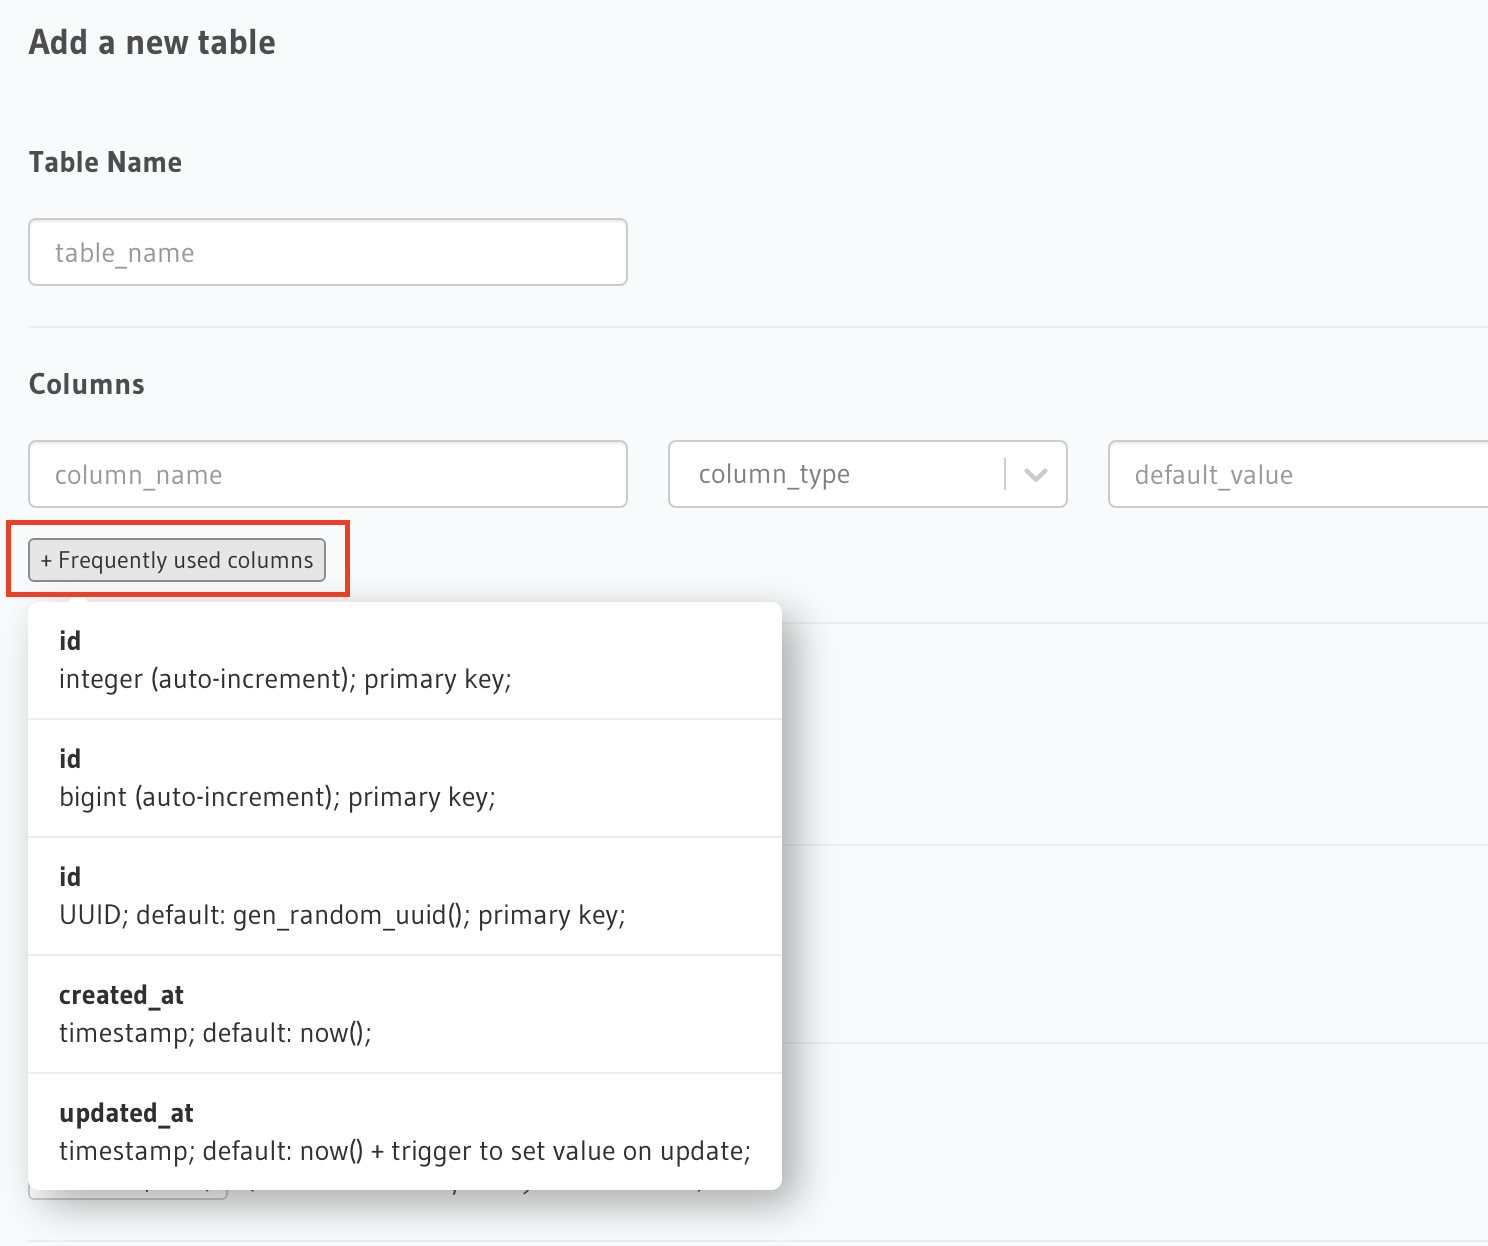 Add a new table
Table Name
table_name
Columns
column_name
column_type
default_value
+ Frequently used columns
id
integer (auto-increment); primary key;
id
bigint (auto-increment); primary key;
id
UUID; default: gen_random_uuid(); primary key;
created_at
timestamp; default: now();
updated_at
timestamp; default: now() + trigger to set value on update;